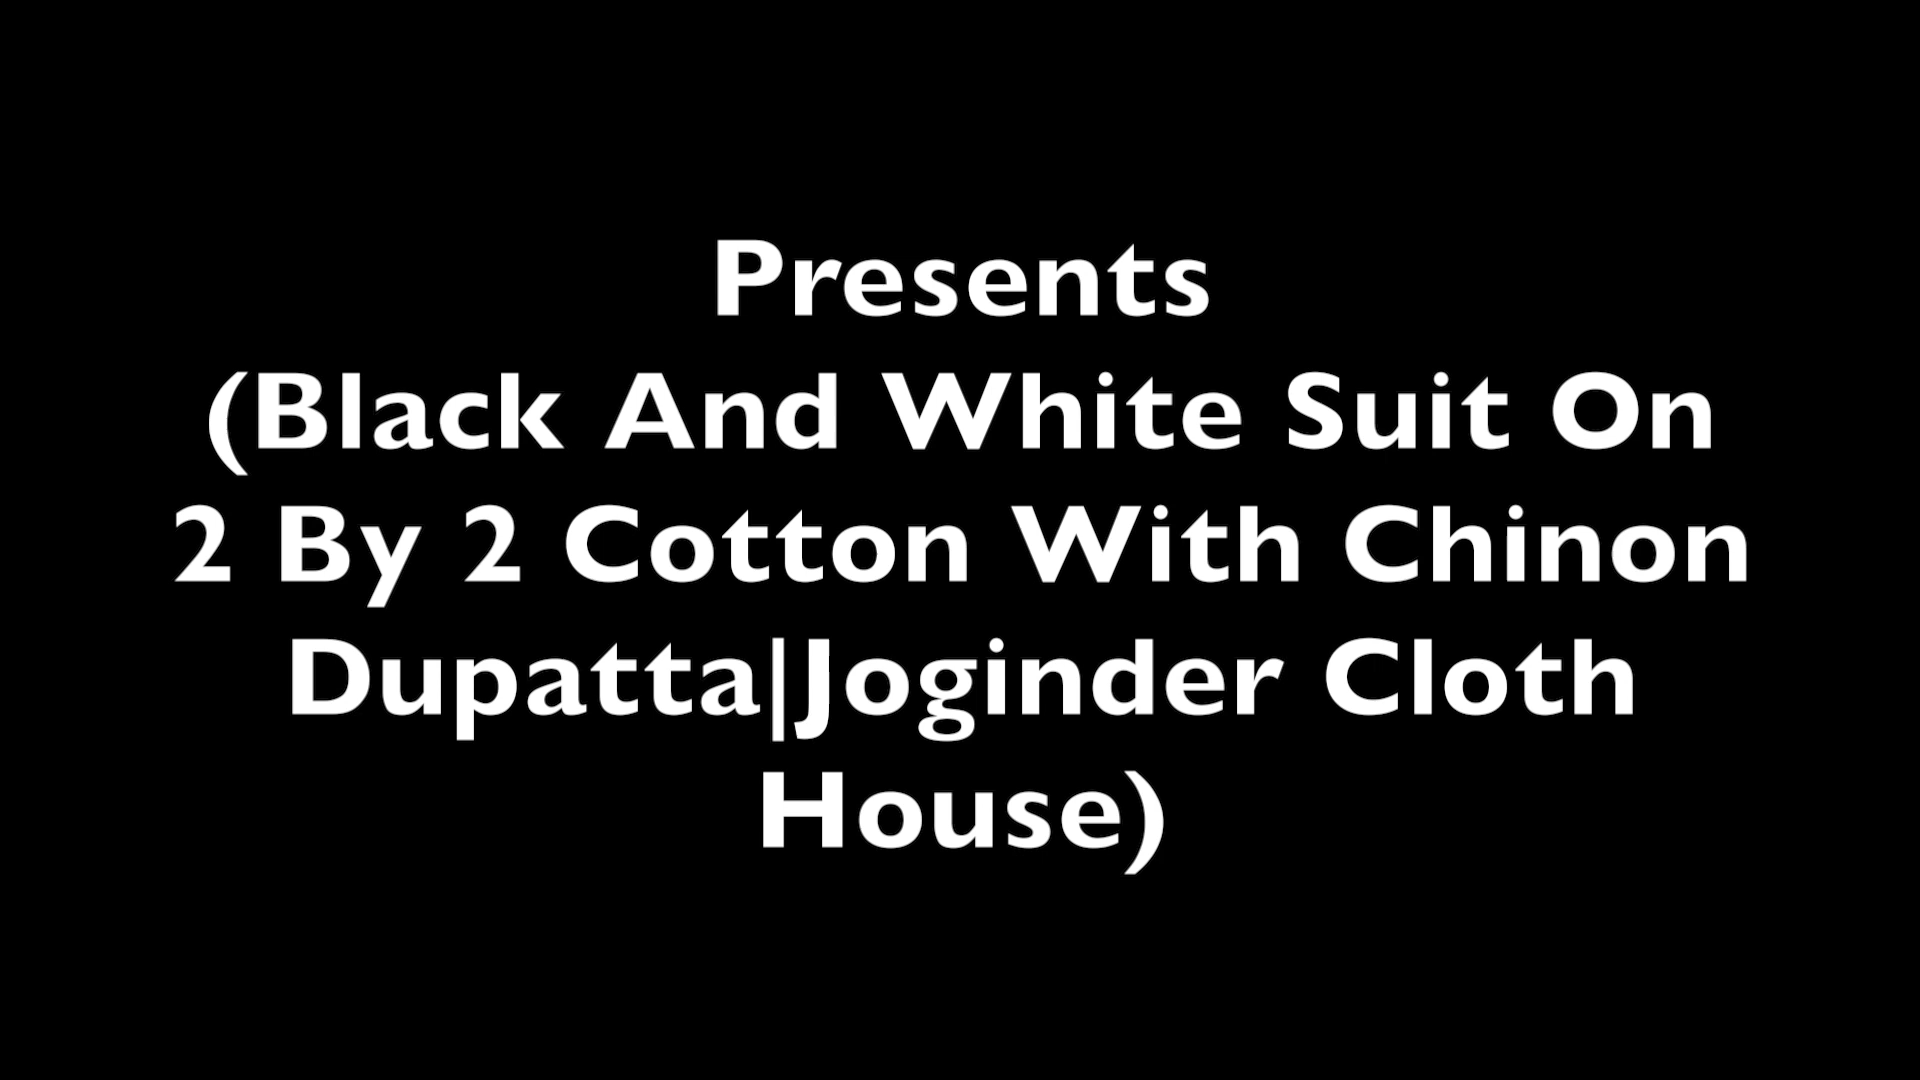 Presents
(Black And White Suit On
2 By 2 Cotton With Chinon
Dupatta|Joginder Cloth
House)